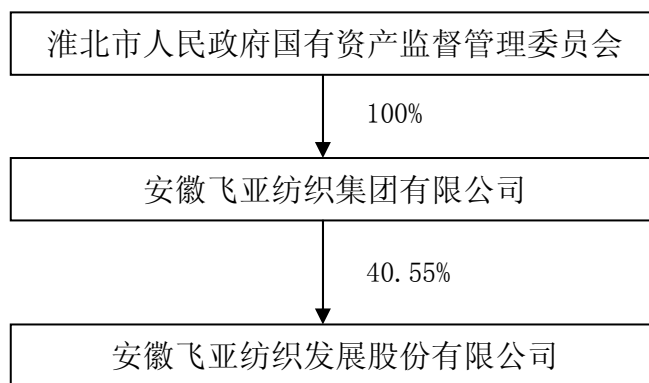 淮北市人民政府国有资产监督管理委员会
100%
安徽飞亚纺织集团有限公司
40.55%
安徽飞亚纺织发展股份有限公司